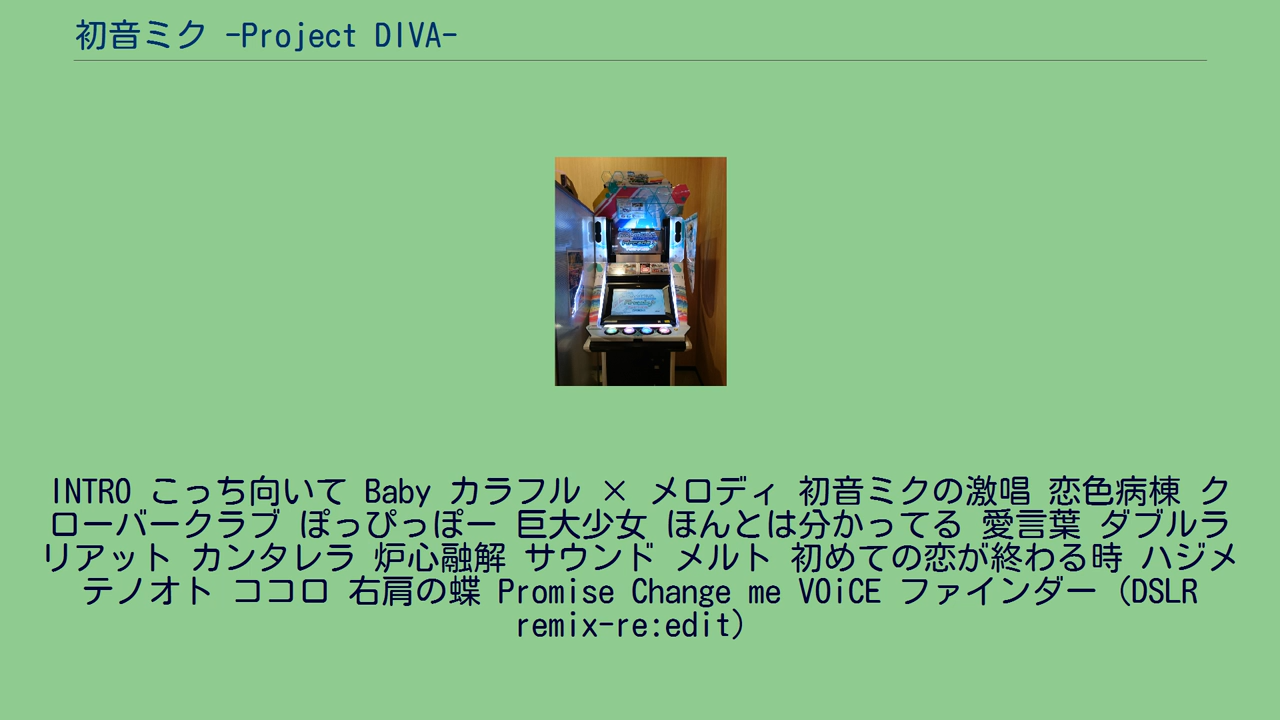 初音ミク -Project DIVA-
INTRO こっち向いて Baby カラフル × メロディ 初音ミクの激唱 恋色病棟 ク
ローバークラブ ぽっぴっぽー 巨大少女 ほんとは分かってる 愛言葉 ダブルラ
リアット カンタレラ 炉心融解 サウンド メルト 初めての恋が終わる時 ハジメ
テノオト ココロ 右肩の蝶 Promise Change me VOiCE ファインダー (DSLR
remix-re:edit)